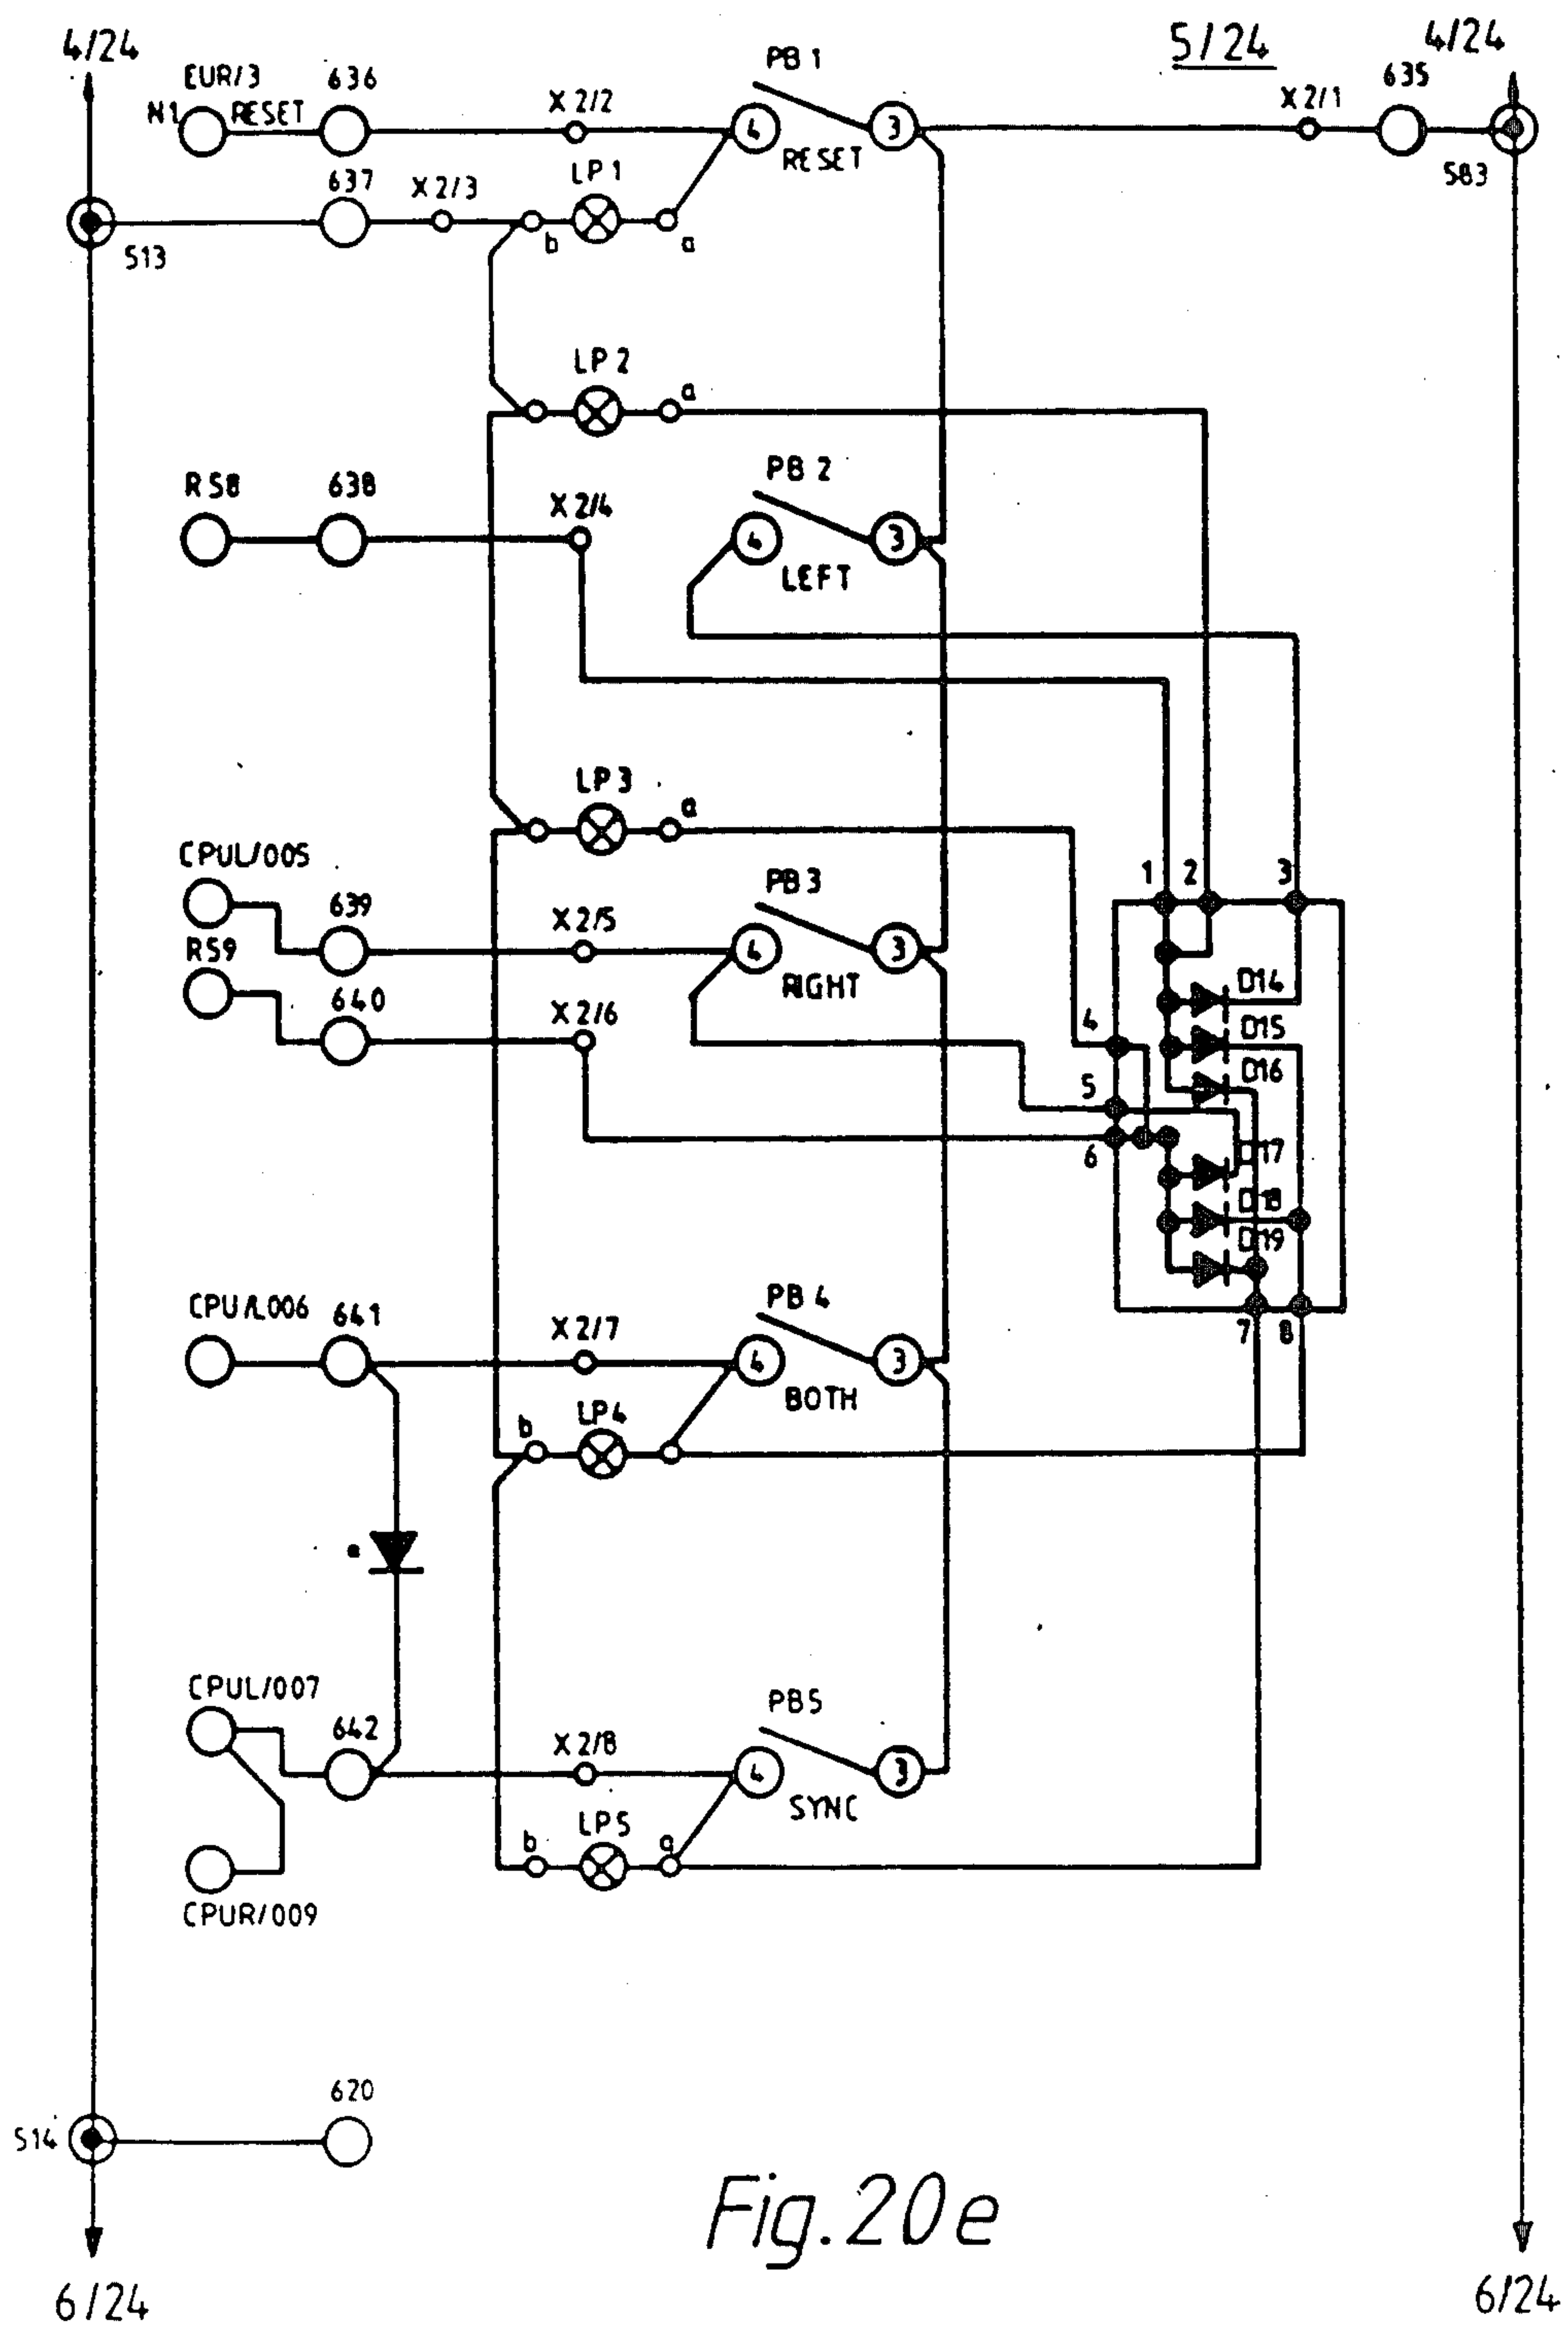 4/24
5/24
4/24
EUR/3
636
PB 1
635
N1
RESET
X 2/2
4
3
X 2/1
RESET
S83
637
X 2/3
LP 1
S13
b
a
LP 2
a
RS8
638
X 2/4
PB 2
4
3
LEFT
LP 3
a
CPUL/005
639
X 2/5
PB 3
1
2
3
4
3
RS9
RIGHT
640
X 2/6
D14
4
D15
5
D16
6
D17
D18
D19
CPU/L006
641
X 2/7
PB 4
7
8
4
3
BOTH
b
LP4
CPUL/007
642
X 2/8
PB5
4
3
SYNC
b
LP5
a
CPUR/009
620
S14
Fig. 20e
6/24
6/24